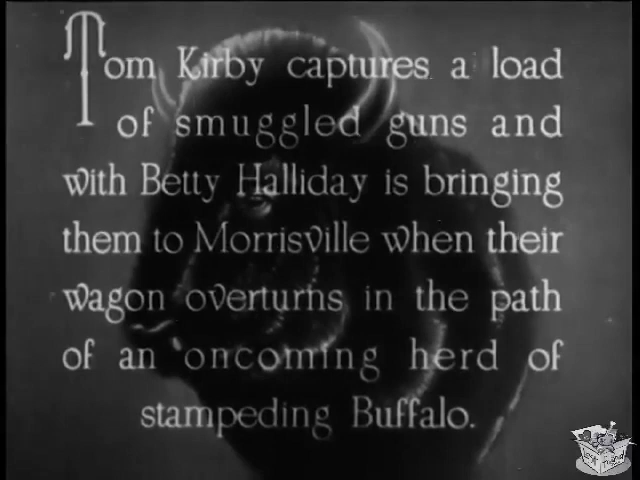 Tom Kirby captures a load
of smuggled guns and
with Betty Halliday is bringing
them to Morrisville when their
wagon overturns in the path
of an oncoming herd of
stampeding Buffalo.